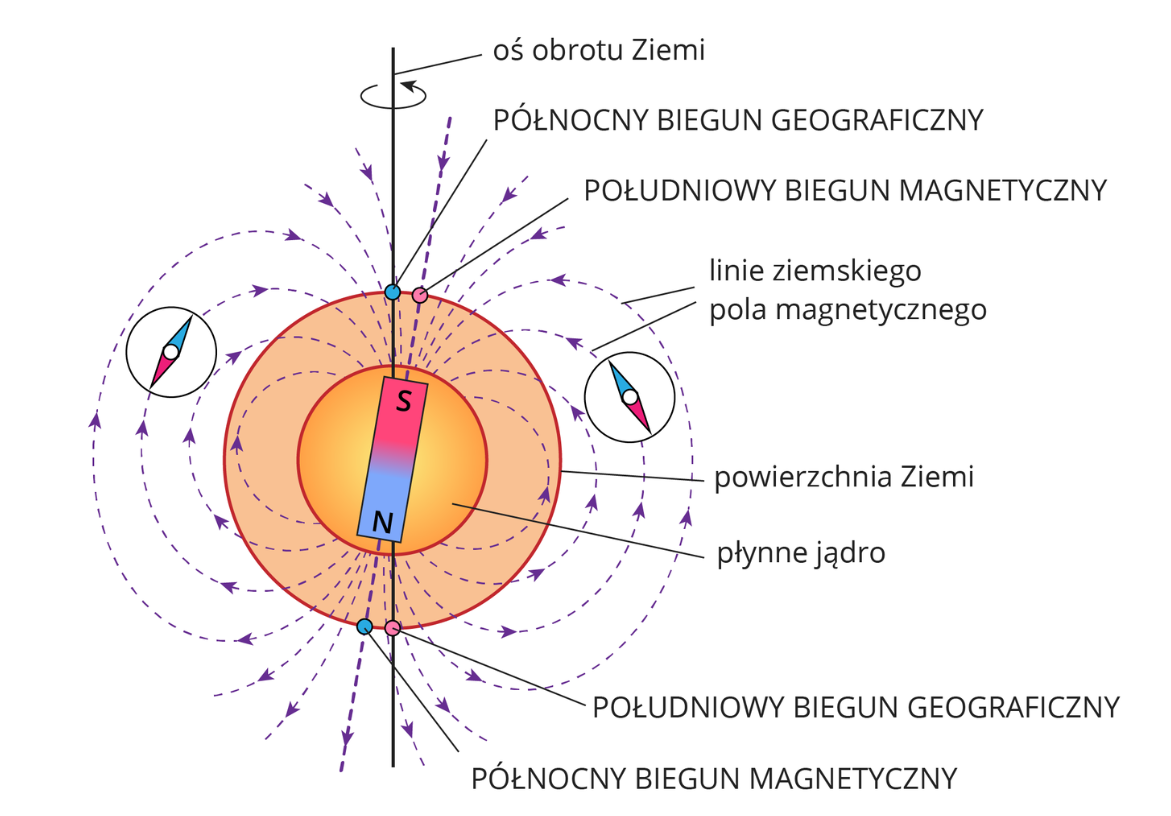 oś obrotu Ziemi
PÓŁNOCNY BIEGUN GEOGRAFICZNY
POŁUDNIOWY BIEGUN MAGNETYCZNY
linie ziemskiego
pola magnetycznego
S
powierzchnia Ziemi
N
płynne jądro
POŁUDNIOWY BIEGUN GEOGRAFICZNY
PÓŁNOCNY BIEGUN MAGNETYCZNY